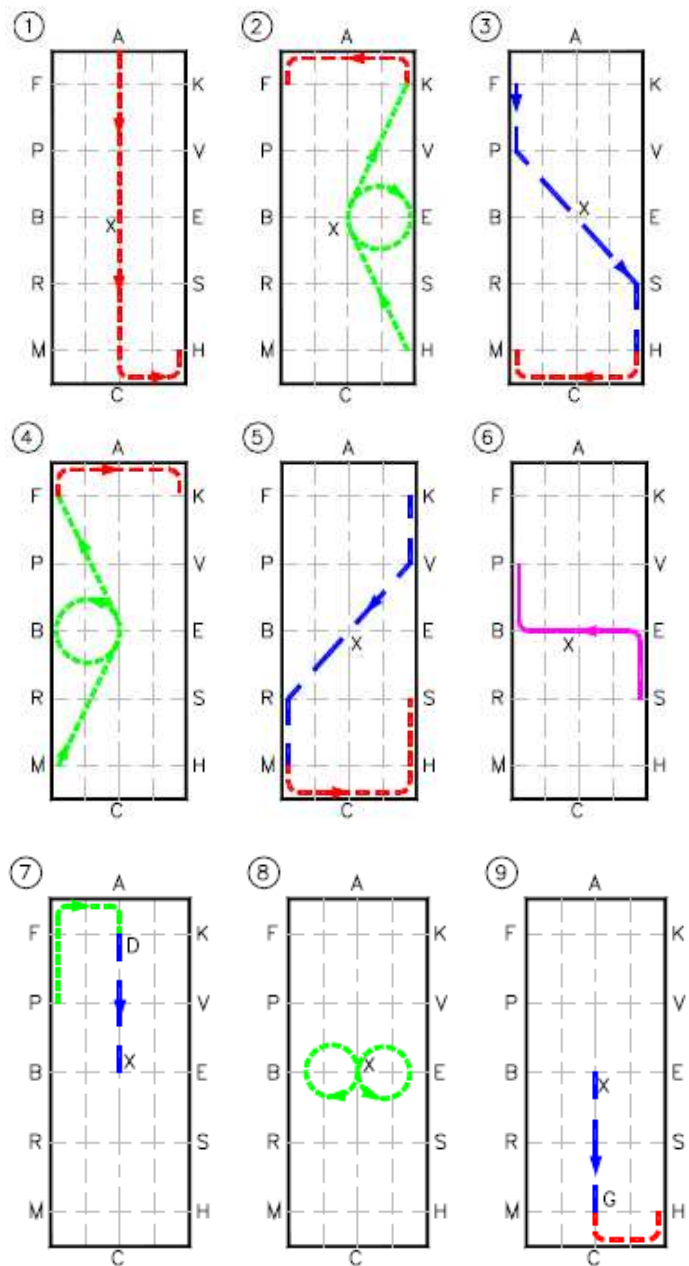 1 2 3
A A A
F K F K F K
P V P V P V
B X E B X E B X E
R S R S R S
M H M H M H
C C C
4 5 6
A A A
F K F K F K
P V P V P V
B E B X E B X E
R S R S R S
M H M H M H
C C C
7 8 9
A A A
F D K F K F K
P V P V P V
B X E B X E B X E
R S R S R S
M H M H M G H
C C C